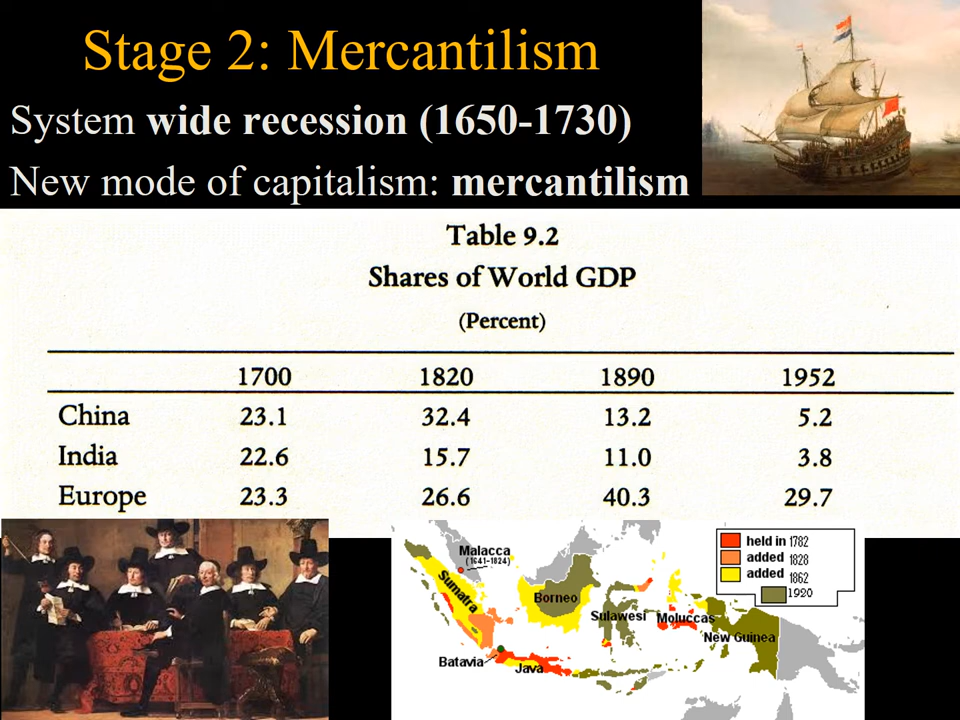 Stage 2: Mercantilism
System wide recession (1650-1730)
New mode of capitalism: mercantilism
Table 9.2
Shares of World GDP
(Percent)
1700 1820 1890 1952
China 23.1 32.4 13.2 5.2
India 22.6 15.7 11.0 3.8
Europe 23.3 26.6 40.3 29.7
Malacca
(1641-1824)
Sumatra
Borneo
Sulawesi
Moluccas
New Guinea
Batavia
Java
held in 1782
added 1828
added 1862
1920